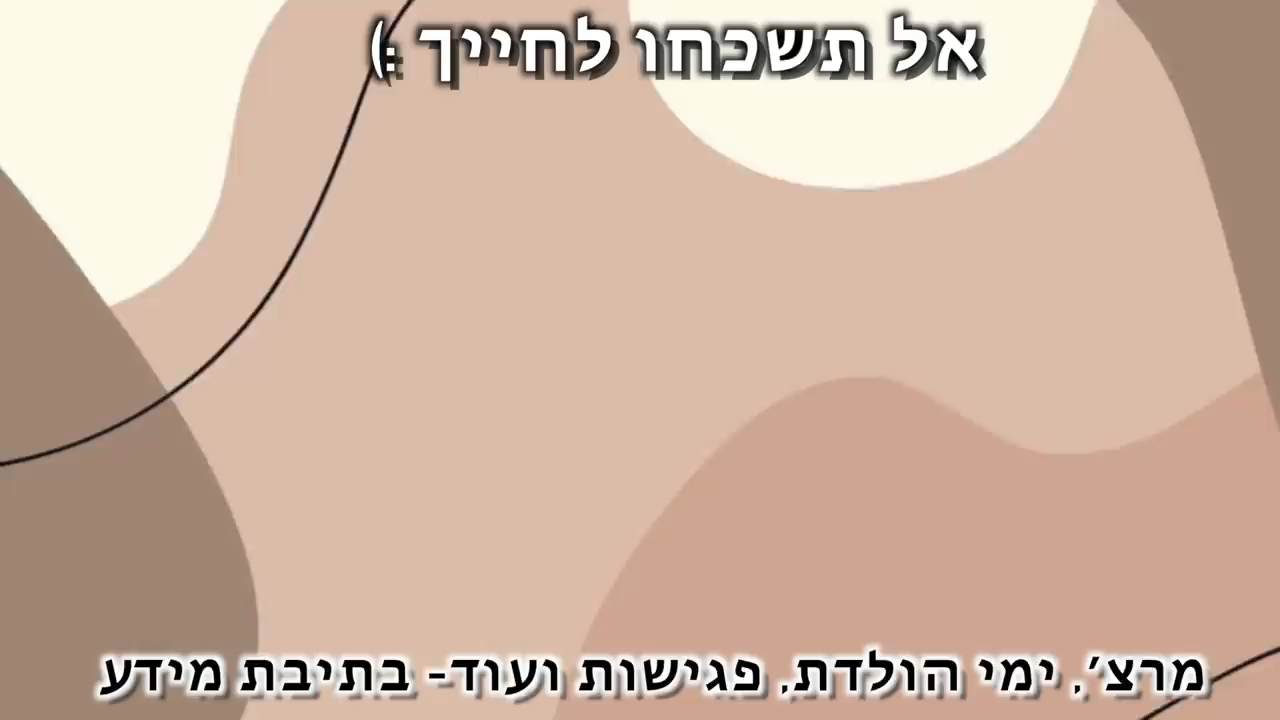 אל תשכחו לחייך :)
מרצ', ימי הולדת, פגישות ועוד- בתיבת מידע